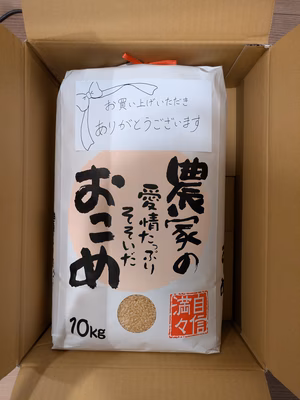 お買い上げいただき
ありがとうございます
農家の
愛情たっぷり
そそいだ
おこめ
10kg
自信
満々